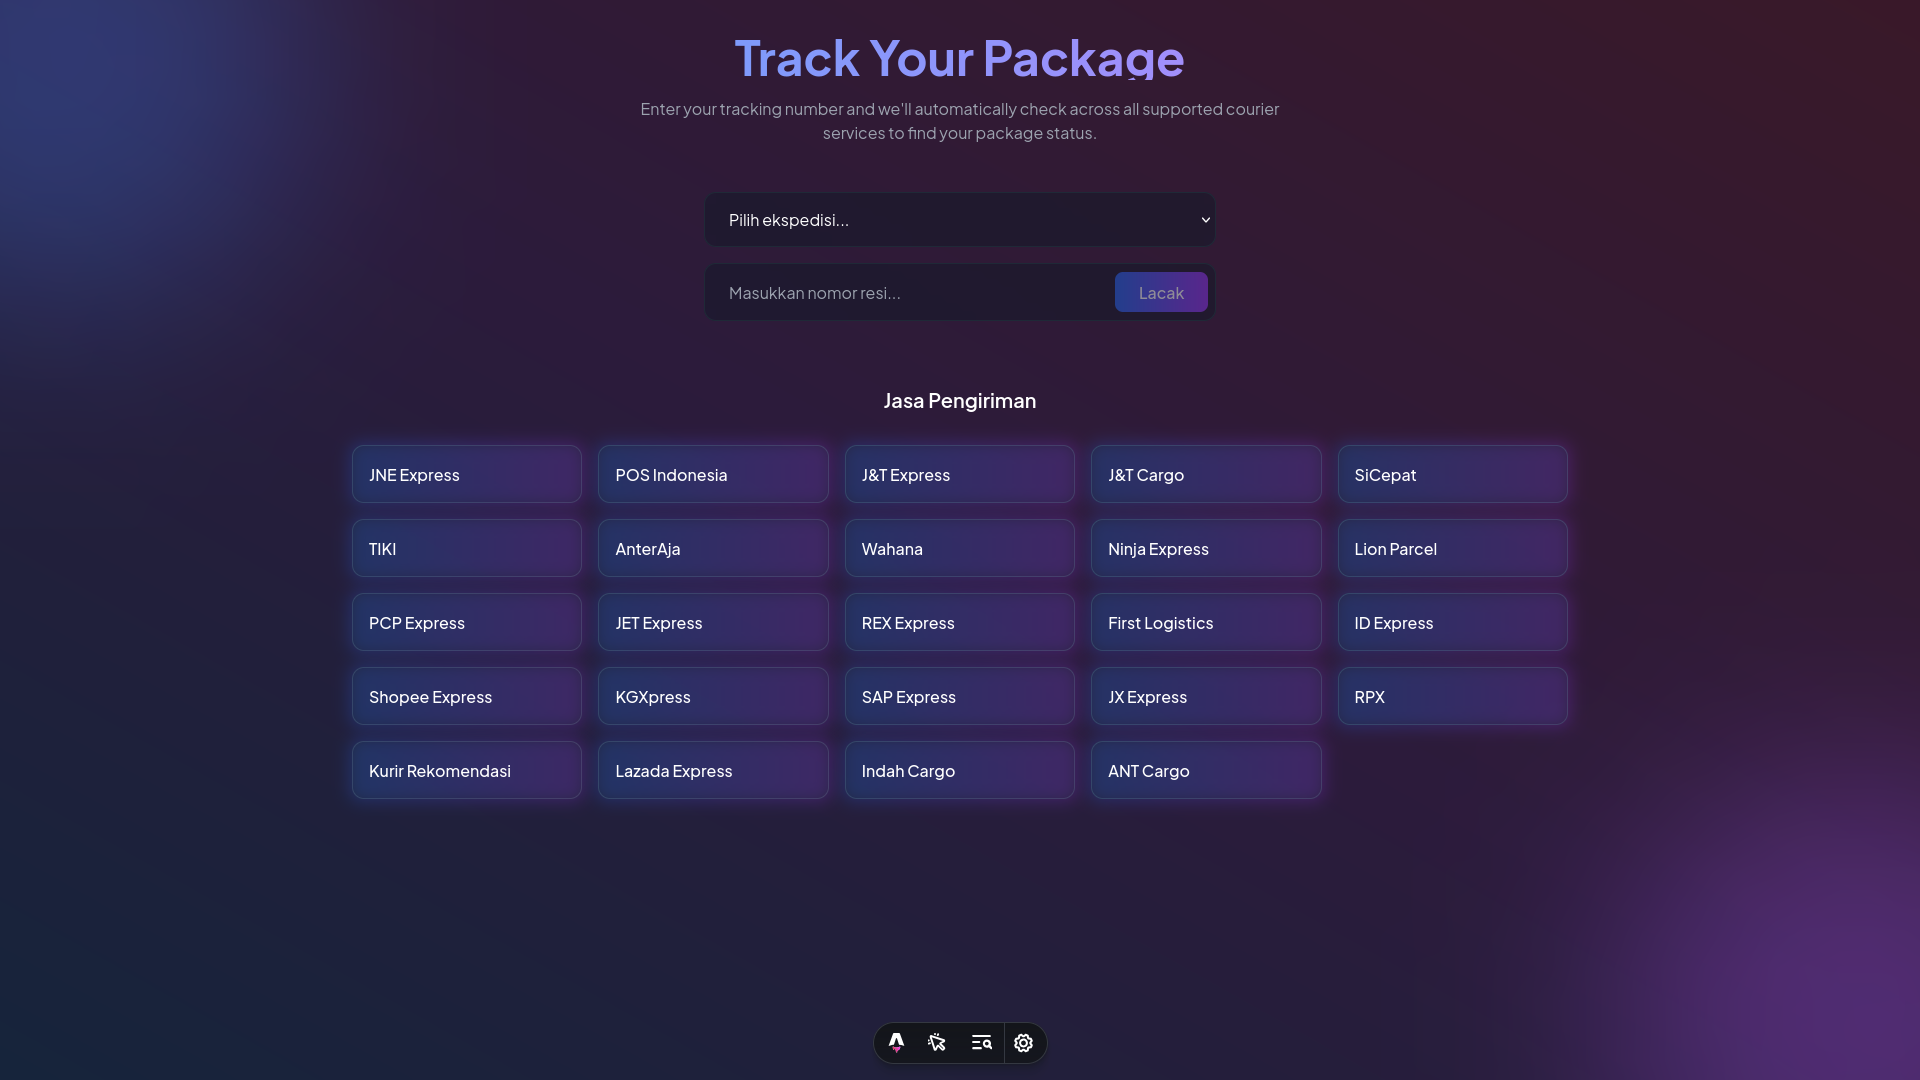 Track Your Package
Enter your tracking number and we'll automatically check across all supported courier
services to find your package status.
Pilih ekspedisi...
Masukkan nomor resi...
Lacak
Jasa Pengiriman
JNE Express
POS Indonesia
J&T Express
J&T Cargo
SiCepat
TIKI
AnterAja
Wahana
Ninja Express
Lion Parcel
PCP Express
JET Express
REX Express
First Logistics
ID Express
Shopee Express
KGXpress
SAP Express
JX Express
RPX
Kurir Rekomendasi
Lazada Express
Indah Cargo
ANT Cargo